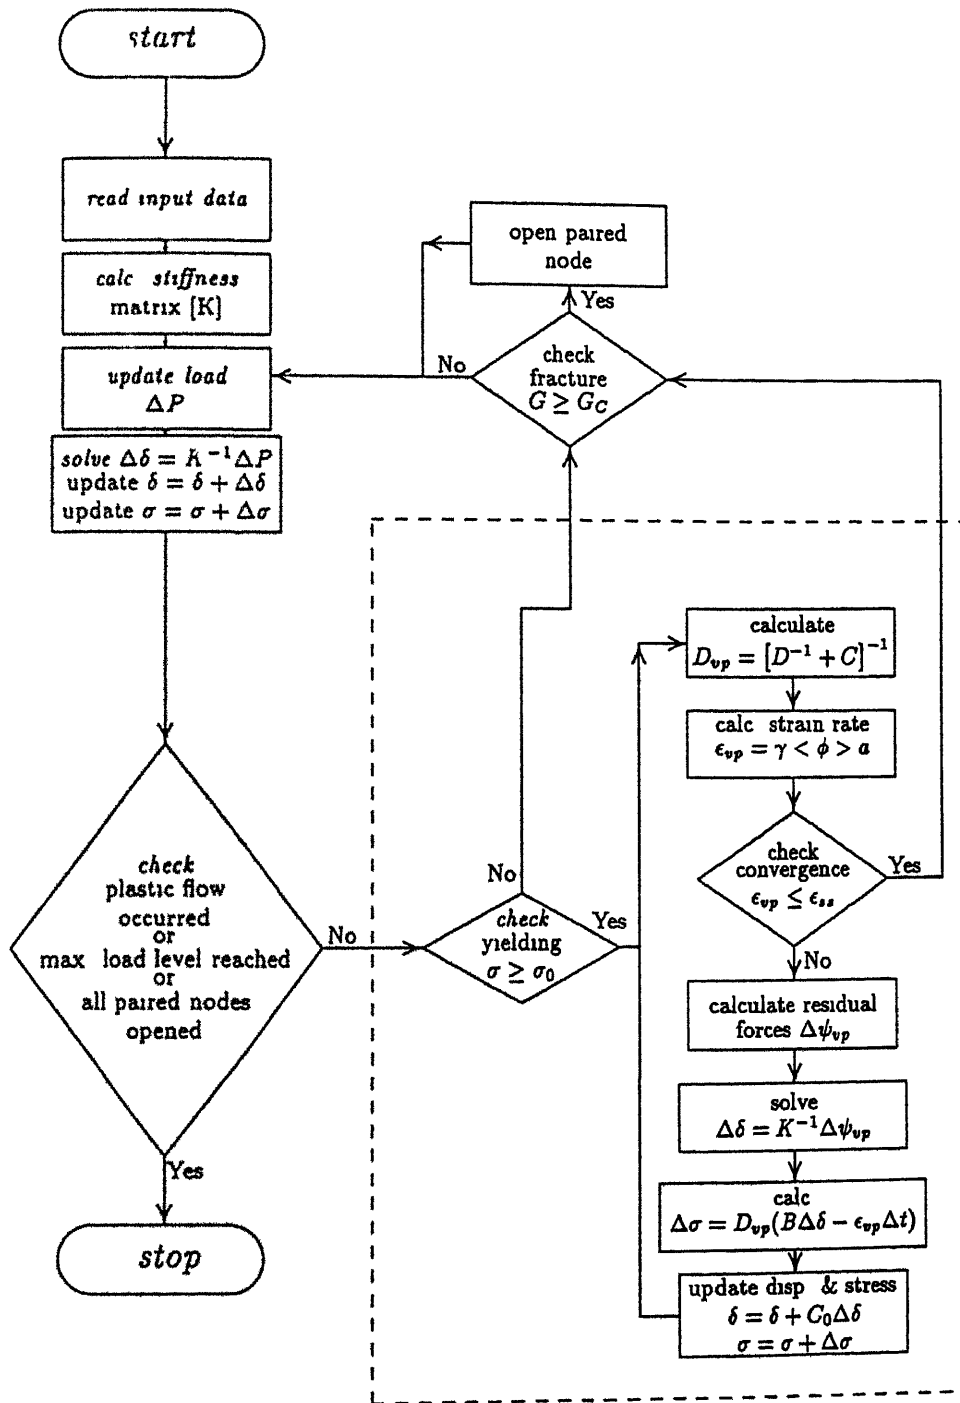 start
read input data
calc stiffness
matrix [K]
update load
ΔP
solve Δδ = K⁻¹ΔP
update δ = δ + Δδ
update σ = σ + Δσ
check
plastic flow
occurred
or
max load level reached
or
all paired nodes
opened
No
Yes
stop
open paired
node
Yes
check
fracture
G ≥ G_C
No
check
yielding
σ ≥ σ₀
No
Yes
calculate
D_vp = [D⁻¹ + C]⁻¹
calc strain rate
ϵ_vp = γ < ϕ > a
check
convergence
ϵ_vp ≤ ϵ_ss
Yes
No
calculate residual
forces Δψ_vp
solve
Δδ = K⁻¹Δψ_vp
calc
Δσ = D_vp(BΔδ − ϵ_vpΔt)
update disp & stress
δ = δ + C₀Δδ
σ = σ + Δσ